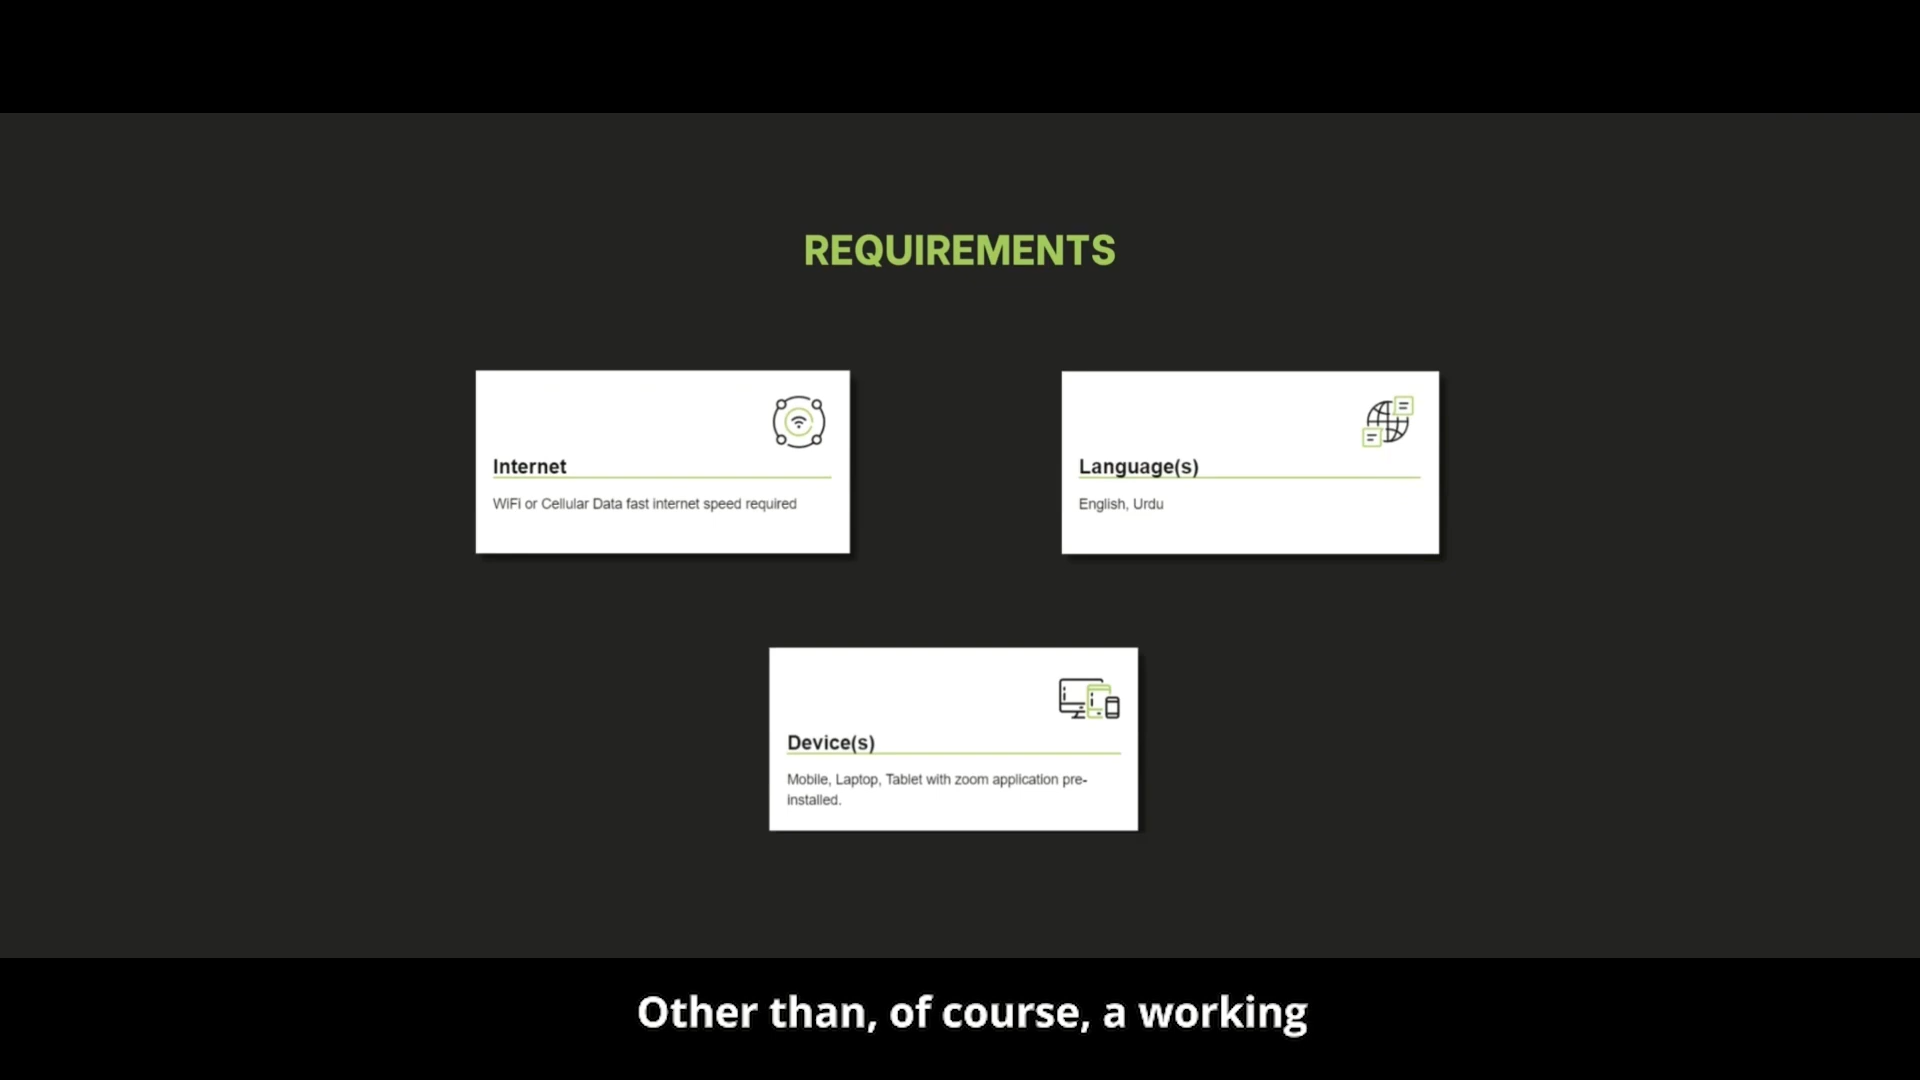 REQUIREMENTS
Internet
WiFi or Cellular Data fast internet speed required
Language(s)
English, Urdu
Device(s)
Mobile, Laptop, Tablet with zoom application pre-
installed.
Other than, of course, a working